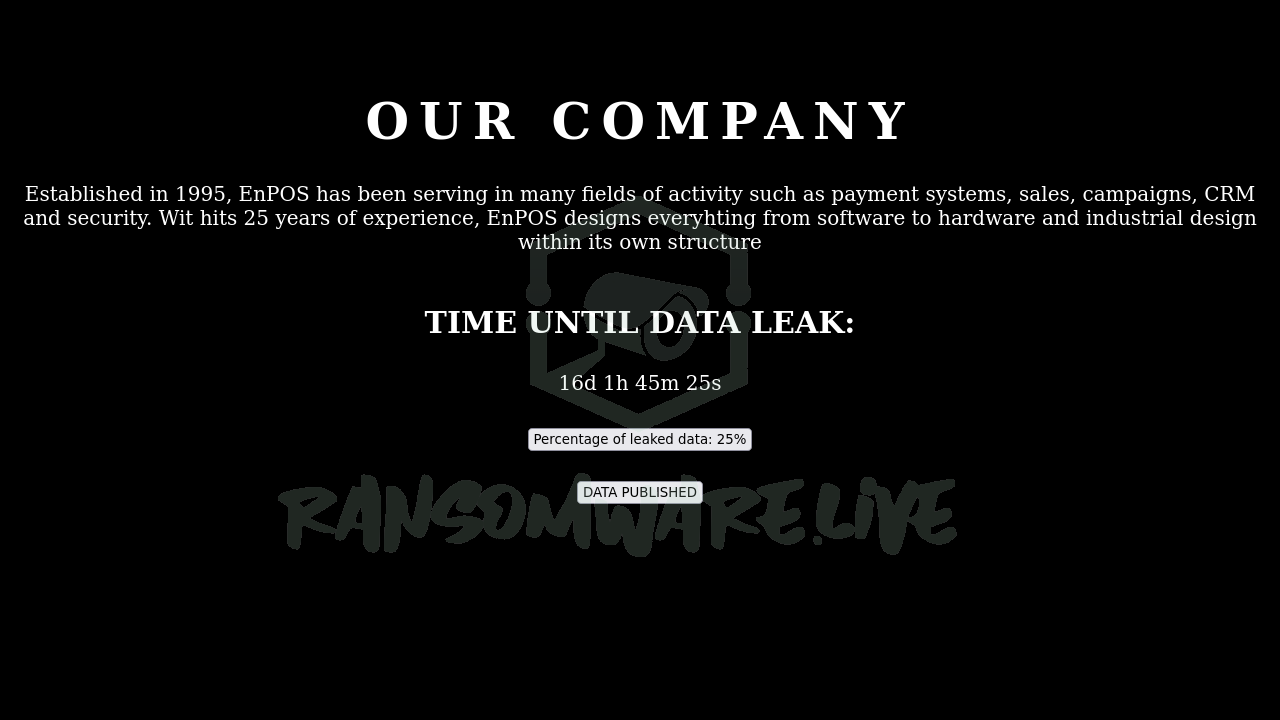 OUR COMPANY
Established in 1995, EnPOS has been serving in many fields of activity such as payment systems, sales, campaigns, CRM
and security. Wit hits 25 years of experience, EnPOS designs everyhting from software to hardware and industrial design
within its own structure
TIME UNTIL DATA LEAK:
16d 1h 45m 25s
Percentage of leaked data: 25%
DATA PUBLISHED
RANSOMWARE.LIVE